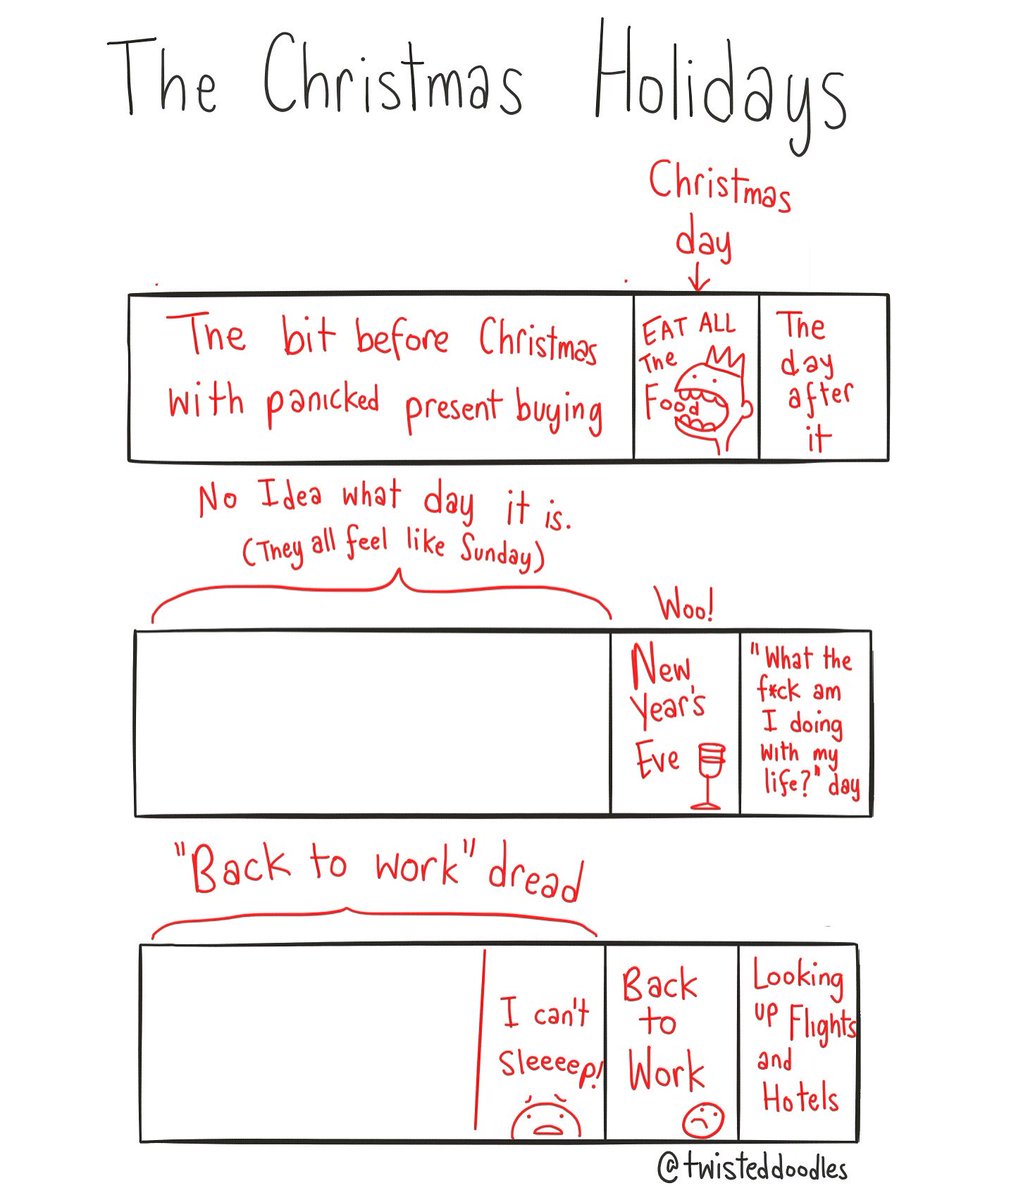 The Christmas Holidays
Christmas
day
The bit before Christmas
with panicked present buying
EAT ALL
The
Food
The
day
after
it
No Idea what day it is.
(They all feel like Sunday)
Woo!
New
Year's
Eve
"What the
f*ck am
I doing
with my
life?" day
"Back to work" dread
I can't
Sleeeep!
Back
to
Work
Looking
up Flights
and
Hotels
@twisteddoodles